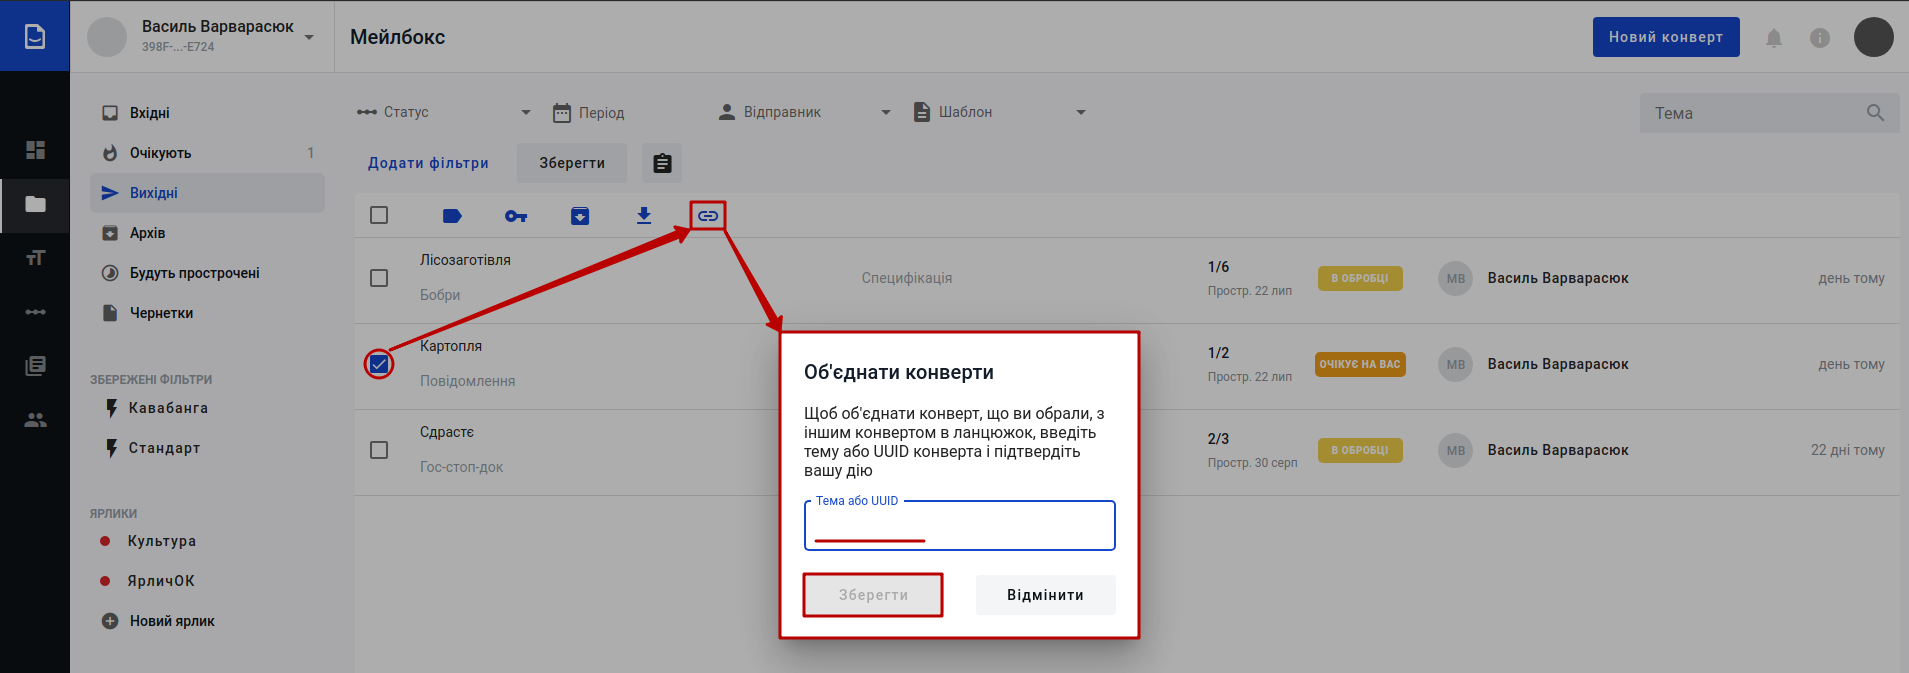 Василь Варварасюк
398F-...-E724
Мейлбокс
Новий конверт
Вхідні
Очікують 1
Вихідні
Архів
Будуть прострочені
Чернетки
ЗБЕРЕЖЕНІ ФІЛЬТРИ
Кавабанга
Стандарт
ЯРЛИКИ
Культура
ЯрличОК
Новий ярлик
Статус
Період
Відправник
Шаблон
Тема
Додати фільтри
Зберегти
Лісозаготівля
Бобри
Специфікація
1/6
Простр. 22 лип
В ОБРОБЦІ
МВ
Василь Варварасюк
день тому
Картопля
Повідомлення
1/2
Простр. 22 лип
ОЧІКУЄ НА ВАС
МВ
Василь Варварасюк
день тому
Сдрастє
Гос-стоп-док
2/3
Простр. 30 серп
В ОБРОБЦІ
МВ
Василь Варварасюк
22 дні тому
Об'єднати конверти
Щоб об'єднати конверт, що ви обрали, з
іншим конвертом в ланцюжок, введіть
тему або UUID конверта і підтвердіть
вашу дію
Тема або UUID
Зберегти
Відмінити